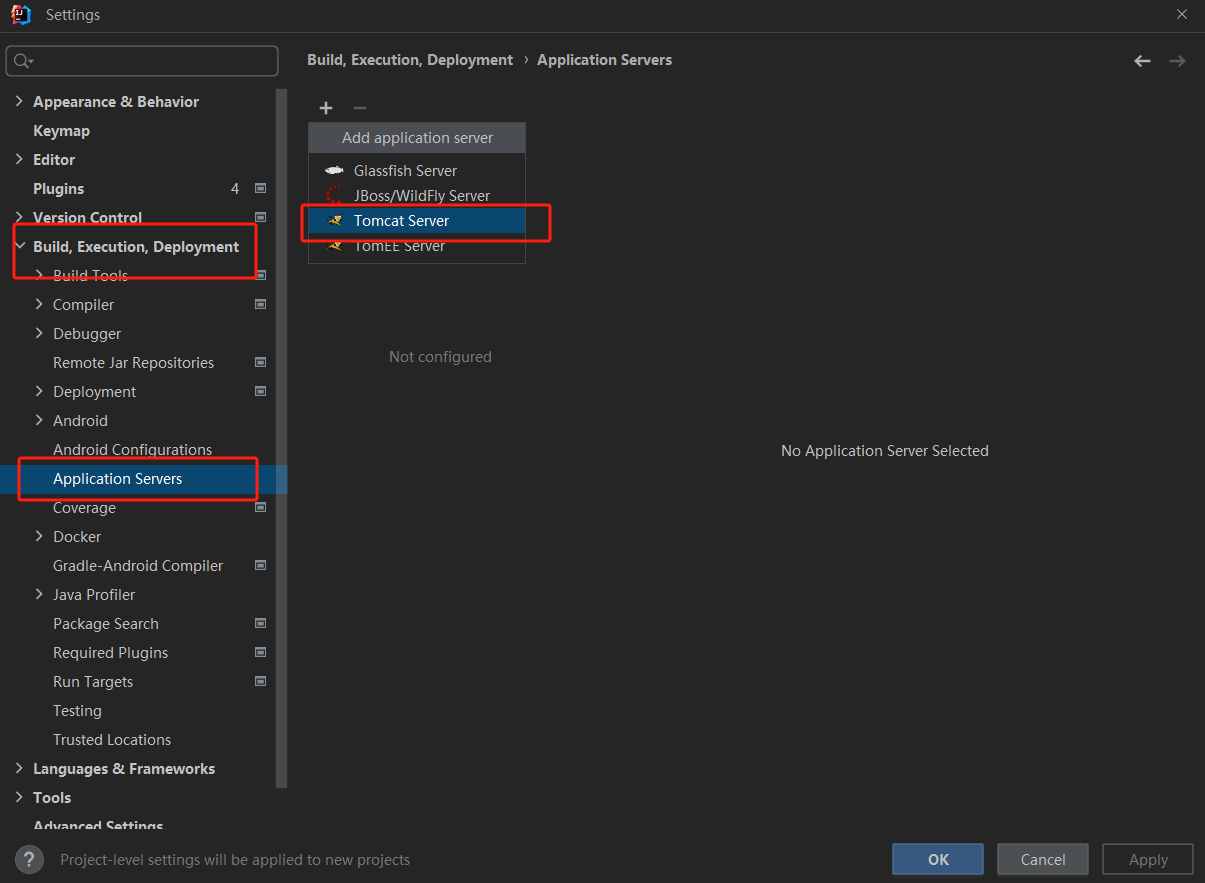 Settings
Build, Execution, Deployment › Application Servers
Appearance & Behavior
Keymap
Editor
Plugins 4
Version Control
Build, Execution, Deployment
Build Tools
Compiler
Debugger
Remote Jar Repositories
Deployment
Android
Android Configurations
Application Servers
Coverage
Docker
Gradle-Android Compiler
Java Profiler
Package Search
Required Plugins
Run Targets
Testing
Trusted Locations
Languages & Frameworks
Tools
Advanced Settings
Add application server
Glassfish Server
JBoss/WildFly Server
Tomcat Server
TomEE Server
Not configured
No Application Server Selected
? Project-level settings will be applied to new projects
OK
Cancel
Apply